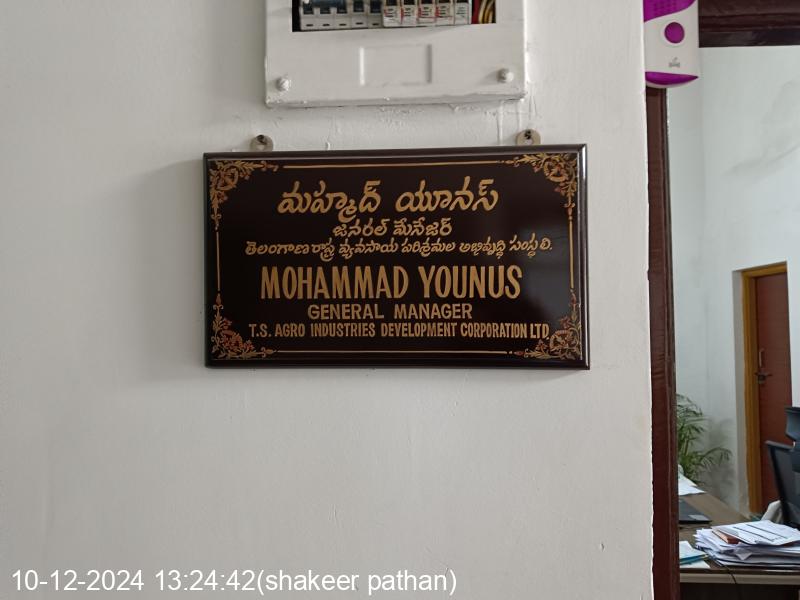 మహ్మద్ యూనస్
జనరల్ మేనేజర్
తెలంగాణ రాష్ట్ర వ్యవసాయ పరిశ్రమల అభివృద్ధి సంస్థ లి.
MOHAMMAD YOUNUS
GENERAL MANAGER
T.S. AGRO INDUSTRIES DEVELOPMENT CORPORATION LTD
10-12-2024 13:24:42(shakeer pathan)